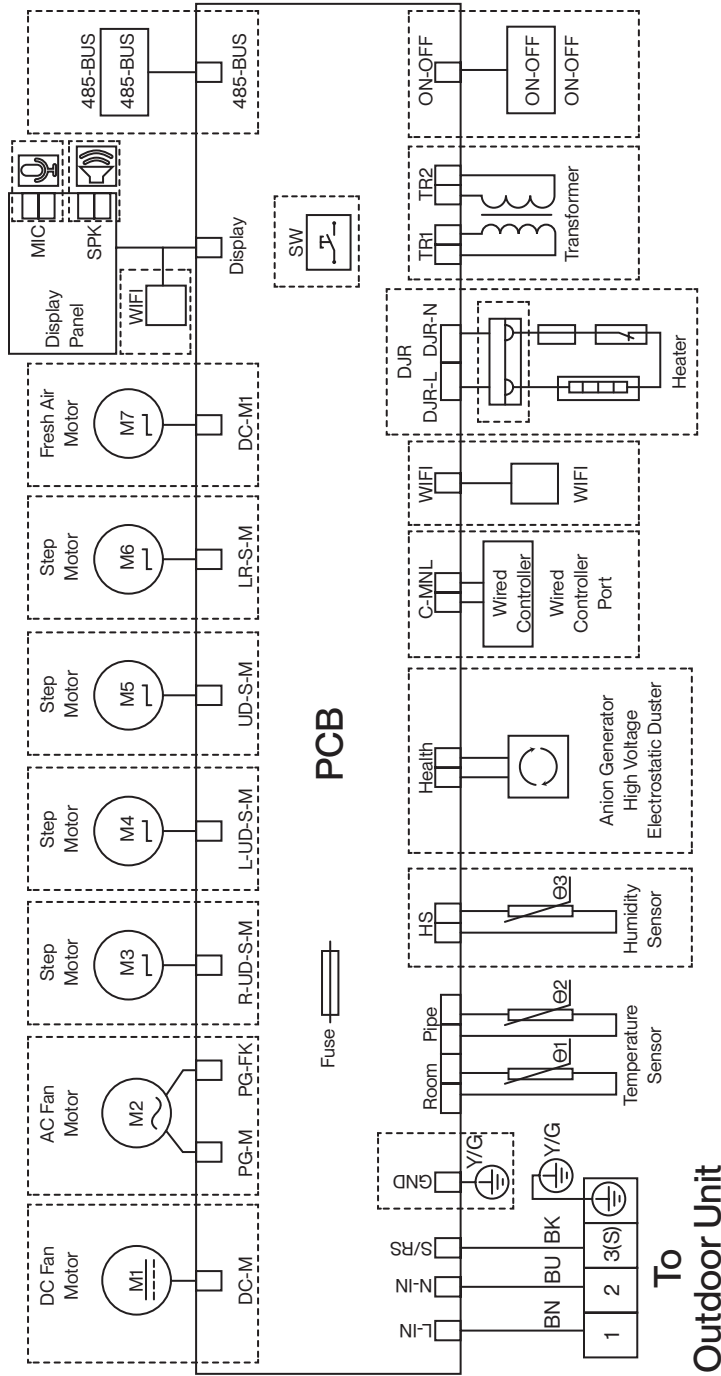 DC Fan
Motor
M1
DC-M
AC Fan
Motor
M2
PG-M
PG-FK
Step
Motor
M3
R-UD-S-M
Step
Motor
M4
L-UD-S-M
Step
Motor
M5
UD-S-M
Step
Motor
M6
LR-S-M
Fresh Air
Motor
M7
DC-M1
Display
Panel
MIC
SPK
WIFI
Display
485-BUS
485-BUS
485-BUS
Fuse
PCB
SW
L-IN
N-IN
S/RS
GND
BN
BU
BK
Y/G
Y/G
1
2
3(S)
To
Outdoor Unit
Room
Pipe
Θ1
Θ2
Temperature
Sensor
HS
Θ3
Humidity
Sensor
Health
Anion Generator
High Voltage
Electrostatic Duster
C-MNL
Wired
Controller
Wired
Controller
Port
WIFI
WIFI
DJR
DJR-L
DJR-N
Heater
TR1
TR2
Transformer
ON-OFF
ON-OFF
ON-OFF